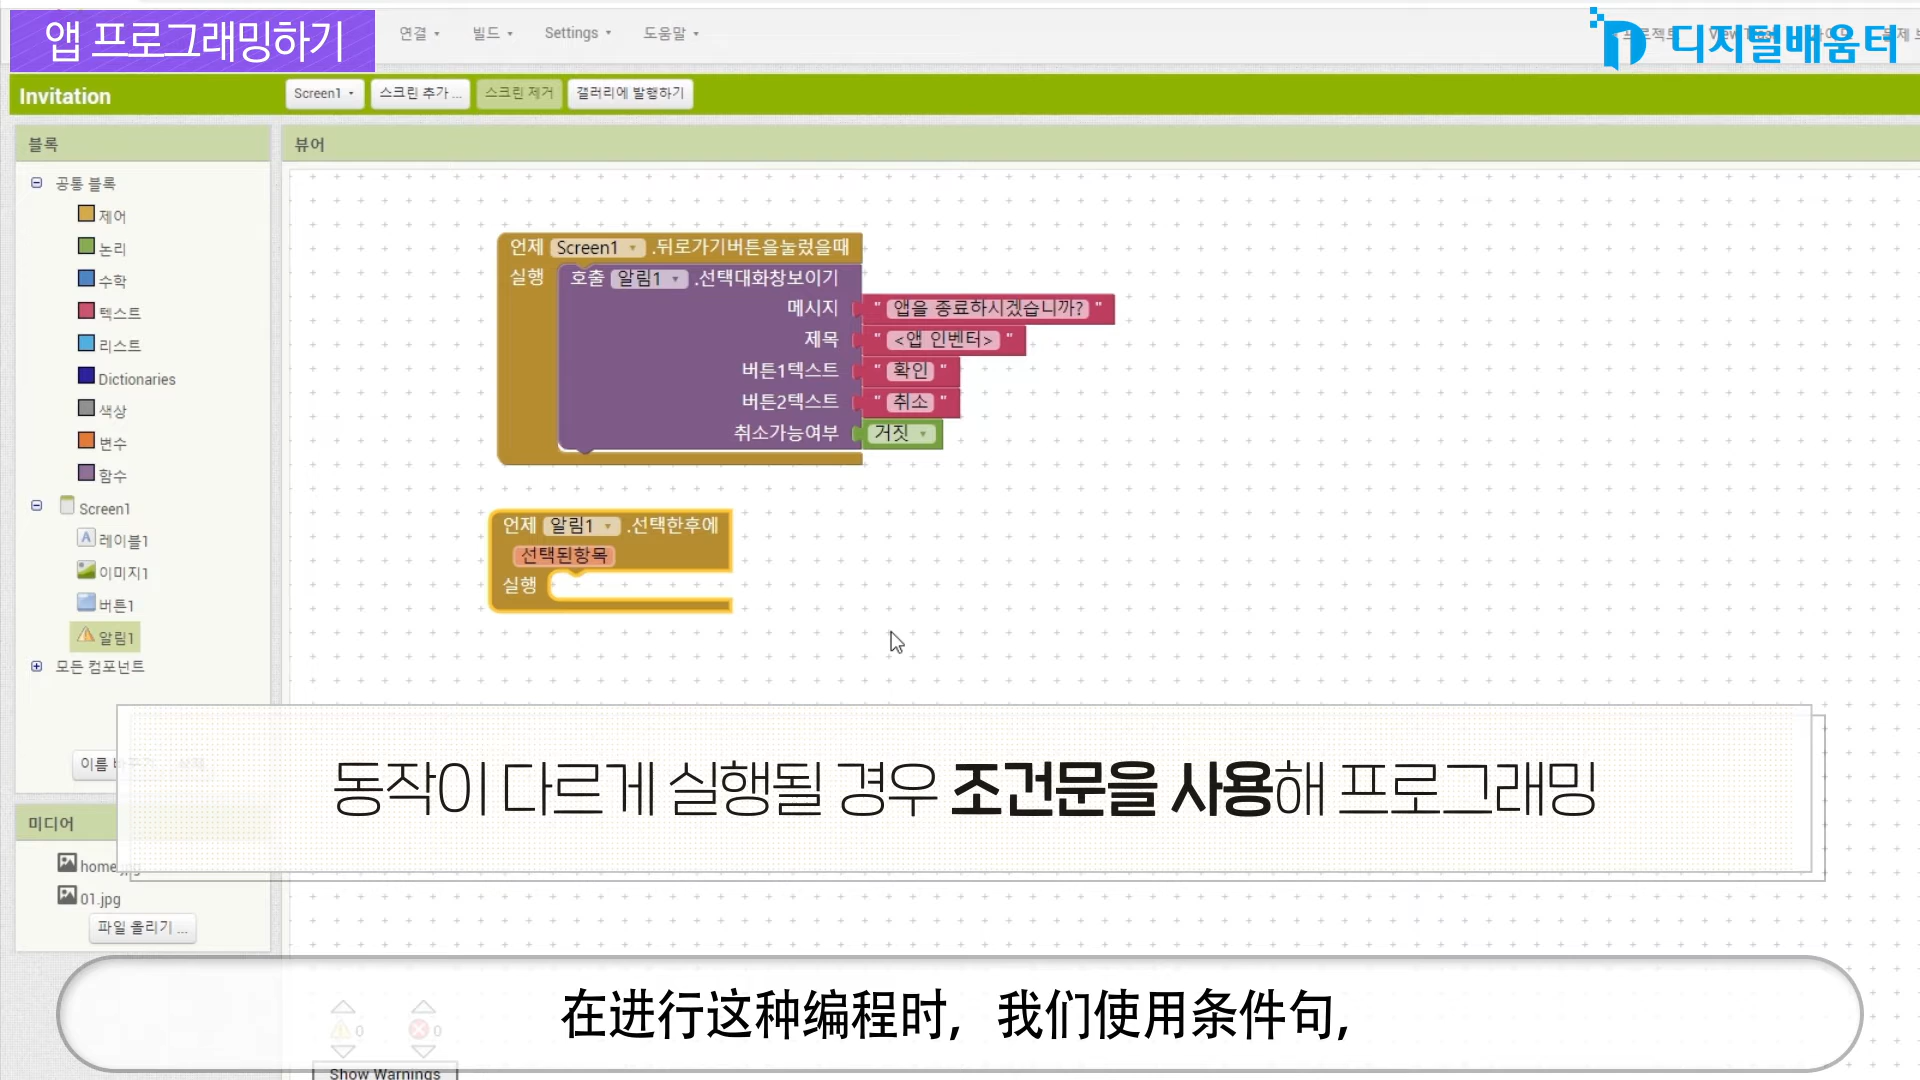 앱 프로그래밍하기
연결 빌드 Settings 도움말
디지털배움터
Invitation Screen1 스크린 추가 ... 스크린 제거 갤러리에 발행하기
블록 뷰어
공통 블록
제어
논리
수학
텍스트
리스트
Dictionaries
색상
변수
함수
Screen1
레이블1
이미지1
버튼1
알림1
모든 컴포넌트
이름
미디어
home.jpg
01.jpg
파일 올리기 ...
언제 Screen1 .뒤로가기버튼을눌렀을때
실행 호출 알림1 .선택대화창보이기
메시지 " 앱을 종료하시겠습니까? "
제목 " <앱 인벤터> "
버튼1텍스트 " 확인 "
버튼2텍스트 " 취소 "
취소가능여부 거짓
언제 알림1 .선택한후에
선택된항목
실행
동작이 다르게 실행될 경우 조건문을 사용해 프로그래밍
在进行这种编程时，我们使用条件句,
0 0
Show Warnings